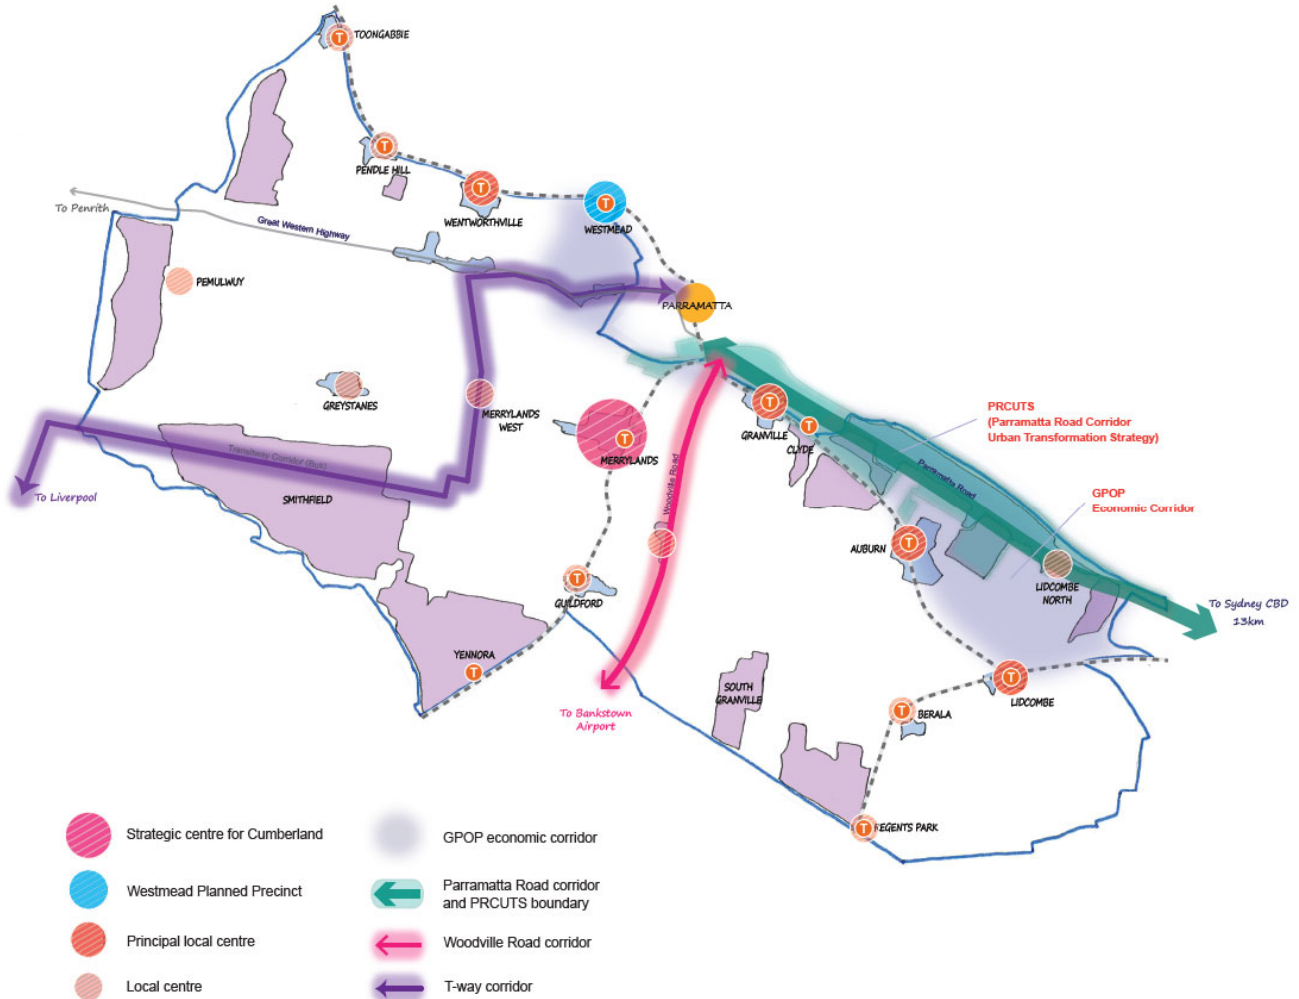 T
TOONGABBIE
T
PENDLE HILL
T
WENTWORTHVILLE
T
WESTMEAD
To Penrith
Great Western Highway
PEMULWUY
PARRAMATTA
GREYSTANES
MERRYLANDS
WEST
T
MERRYLANDS
T
GRANVILLE
T
CLYDE
PRCUTS
(Parramatta Road Corridor
Urban Transformation Strategy)
Transitway Corridor (Bus)
Woodville Road
Parramatta Road
To Liverpool
SMITHFIELD
GPOP
Economic Corridor
T
AUBURN
LIDCOMBE
NORTH
T
GUILDFORD
To Sydney CBD
13km
YENNORA
T
SOUTH
GRANVILLE
T
LIDCOMBE
To Bankstown
Airport
T
BERALA
T
REGENTS PARK
Strategic centre for Cumberland
Westmead Planned Precinct
Principal local centre
Local centre
GPOP economic corridor
Parramatta Road corridor
and PRCUTS boundary
Woodville Road corridor
T-way corridor